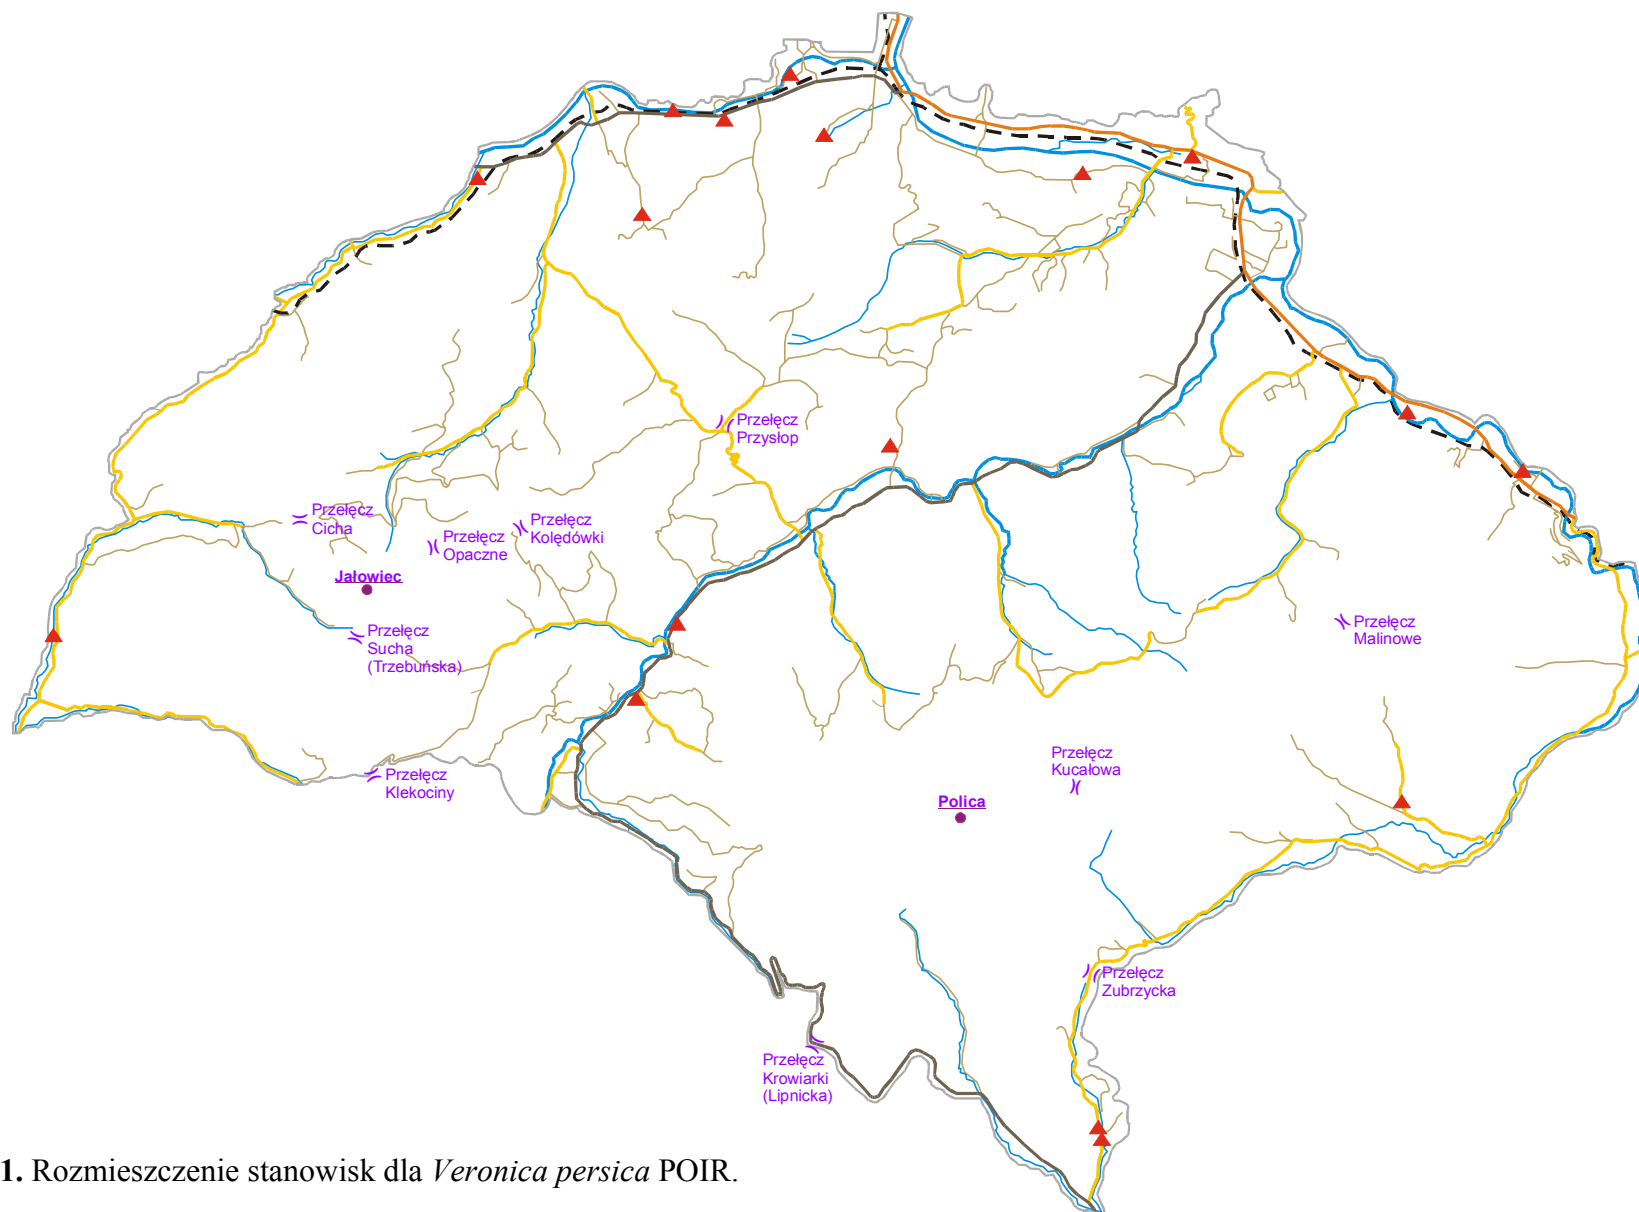 Przełęcz
Przysłop
Przełęcz
Cicha
Przełęcz
Opaczne
Przełęcz
Kolędówki
Jałowiec
Przełęcz
Sucha
(Trzebuńska)
Przełęcz
Malinowe
Przełęcz
Klekociny
Przełęcz
Kucałowa
Polica
Przełęcz
Zubrzycka
Przełęcz
Krowiarki
(Lipnicka)
1. Rozmieszczenie stanowisk dla Veronica persica POIR.